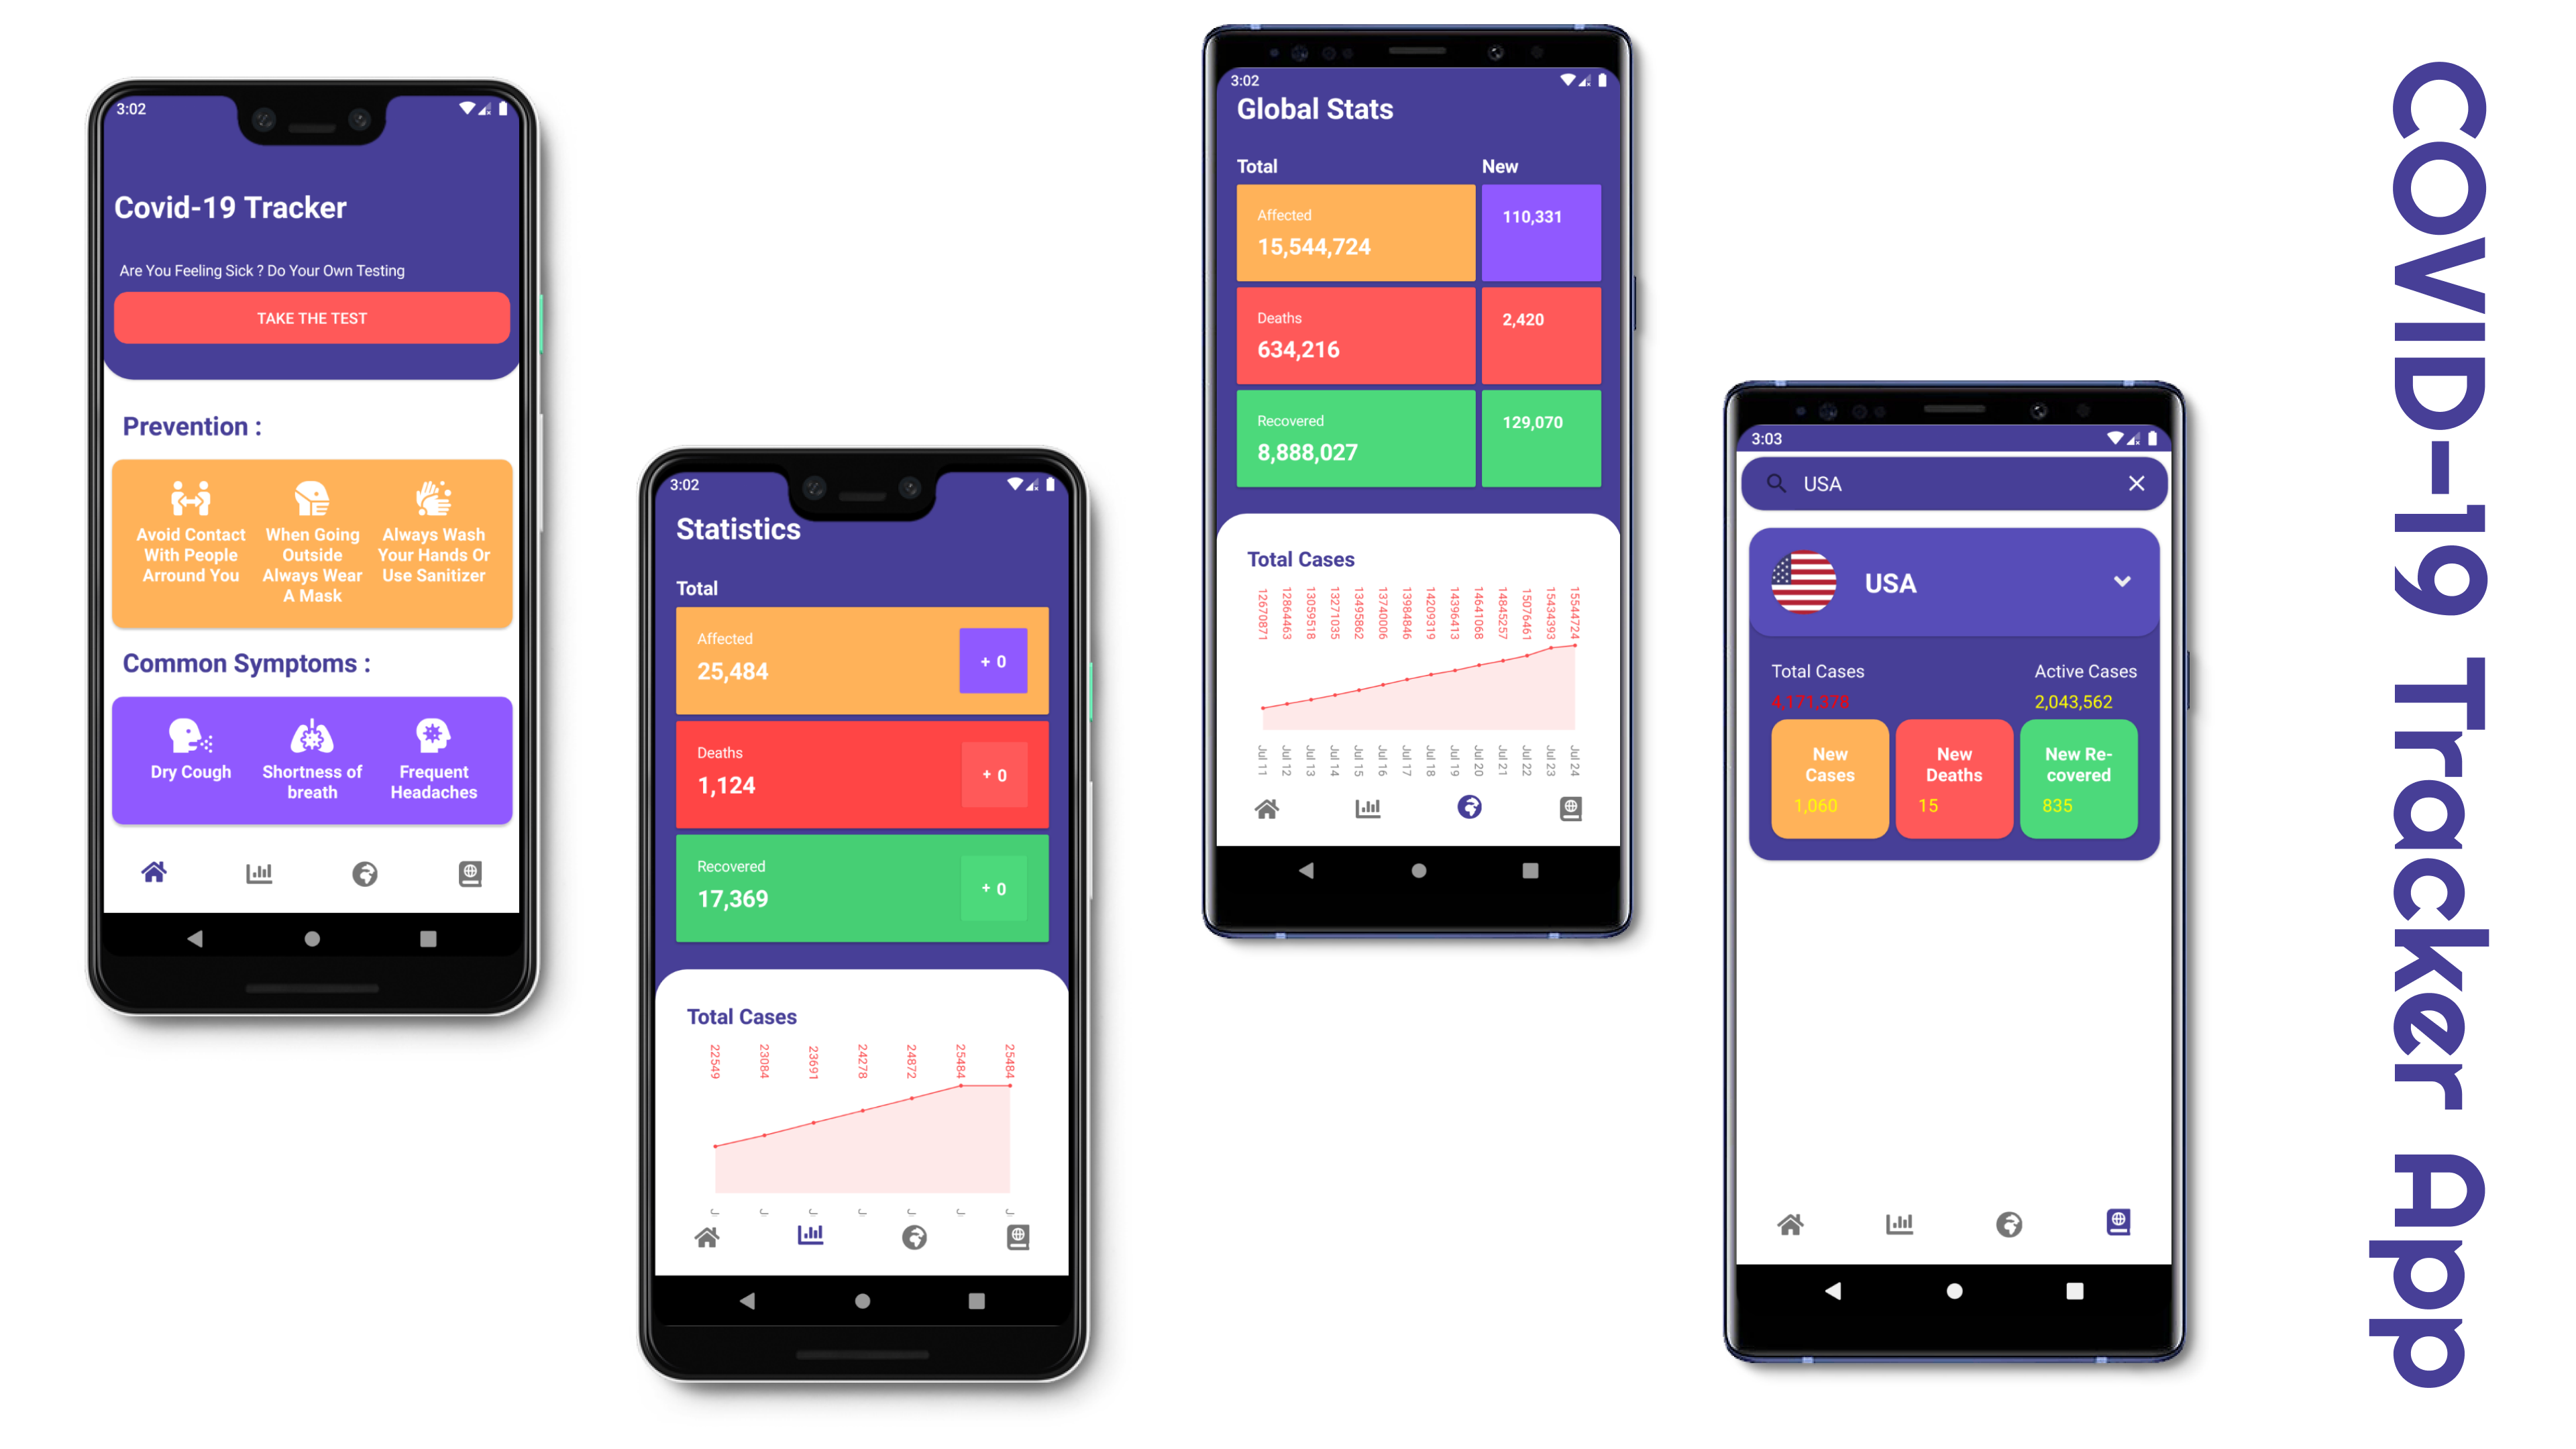 3:02
Covid-19 Tracker
Are You Feeling Sick ? Do Your Own Testing
TAKE THE TEST
Prevention :
Avoid Contact
With People
Arround You
When Going
Outside
Always Wear
A Mask
Always Wash
Your Hands Or
Use Sanitizer
Common Symptoms :
Dry Cough
Shortness of
breath
Frequent
Headaches
3:02
Statistics
Total
Affected
25,484
+ 0
Deaths
1,124
+ 0
Recovered
17,369
+ 0
Total Cases
22549
23084
23691
24278
24872
25484
25484
3:02
Global Stats
Total
New
Affected
15,544,724
110,331
Deaths
634,216
2,420
Recovered
8,888,027
129,070
Total Cases
12670871
12864463
13059518
13271035
13495862
13740006
13984846
14209319
14396413
14641068
14845257
15076461
15434393
15544724
Jul 11
Jul 12
Jul 13
Jul 14
Jul 15
Jul 16
Jul 17
Jul 18
Jul 19
Jul 20
Jul 21
Jul 22
Jul 23
Jul 24
3:03
USA
USA
Total Cases
4,171,378
Active Cases
2,043,562
New
Cases
1,060
New
Deaths
15
New Re-
covered
835
COVID-19 Tracker App